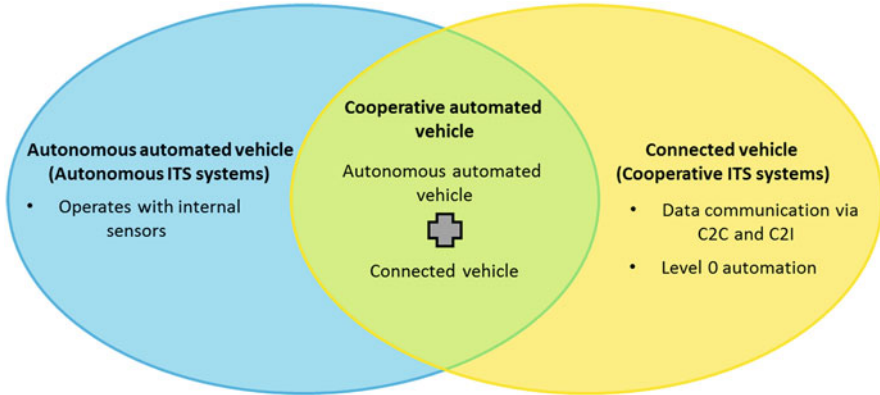 Autonomous automated vehicle
(Autonomous ITS systems)
• Operates with internal
sensors
Cooperative automated
vehicle
Autonomous automated
vehicle
Connected vehicle
Connected vehicle
(Cooperative ITS systems)
• Data communication via
C2C and C2I
• Level 0 automation